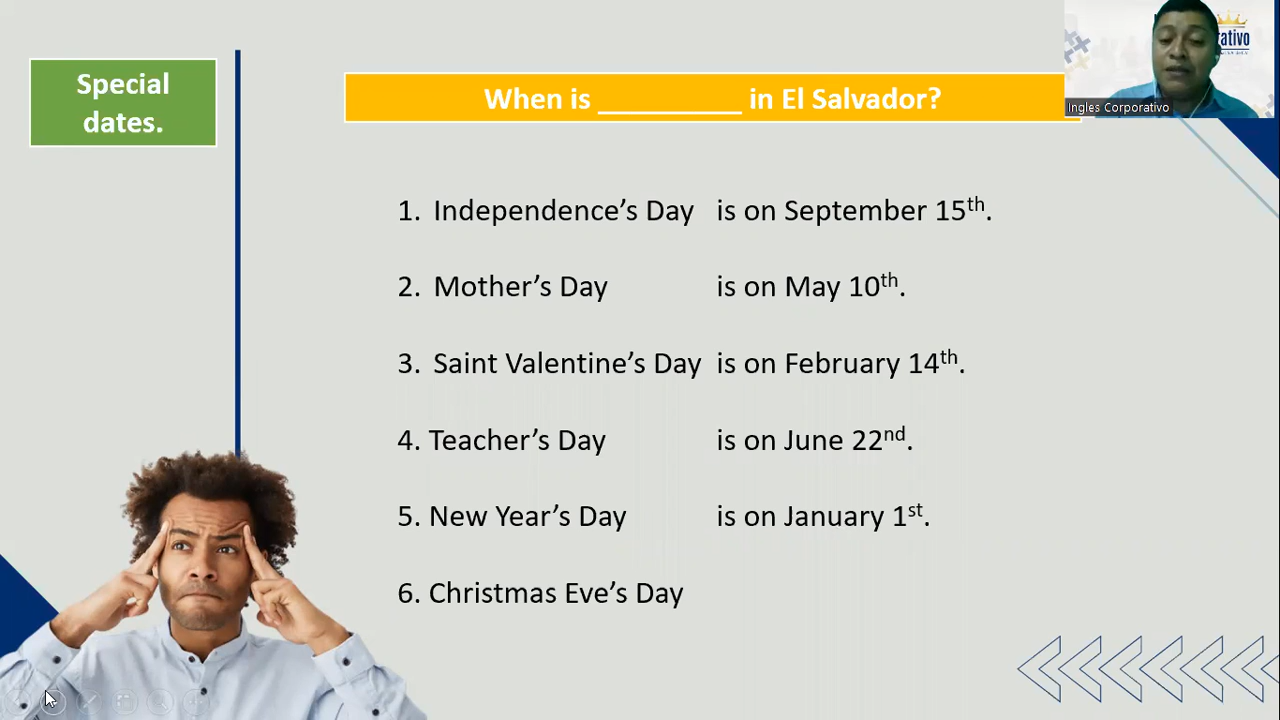 Special
dates.
When is _________ in El Salvador?
rativo
Ingles Corporativo
1. Independence’s Day is on September 15th.
2. Mother’s Day is on May 10th.
3. Saint Valentine’s Day is on February 14th.
4. Teacher’s Day is on June 22nd.
5. New Year’s Day is on January 1st.
6. Christmas Eve’s Day